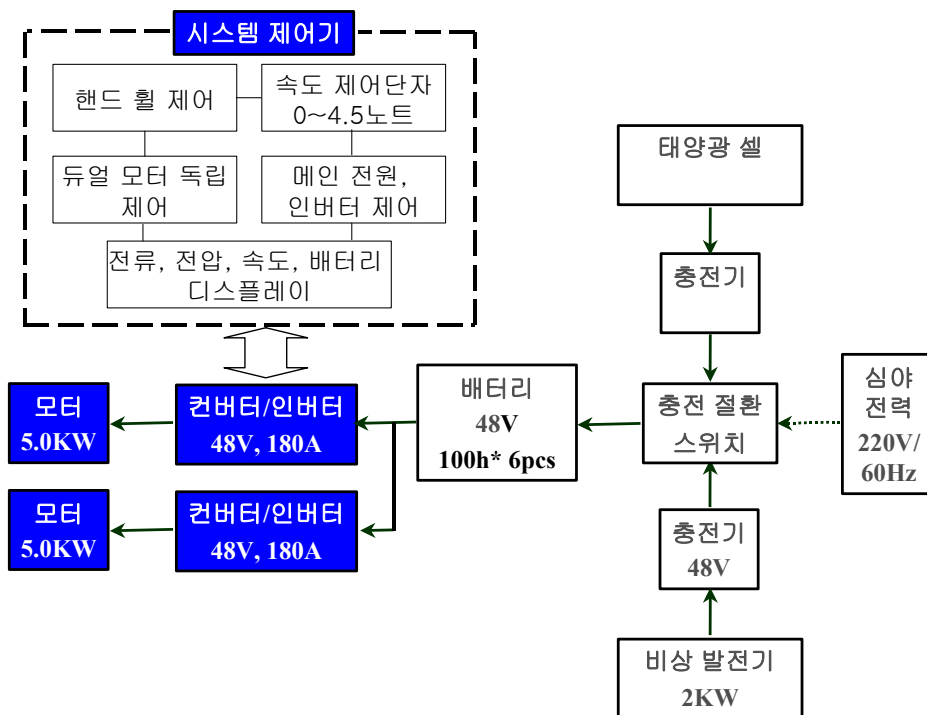 시스템 제어기
핸드 휠 제어
속도 제어단자
0~4.5노트
듀얼 모터 독립
제어
메인 전원,
인버터 제어
전류, 전압, 속도, 배터리
디스플레이
태양광 셀
충전기
모터
5.0KW
컨버터/인버터
48V, 180A
배터리
48V
100h* 6pcs
충전 절환
스위치
심야
전력
220V/
60Hz
모터
5.0KW
컨버터/인버터
48V, 180A
충전기
48V
비상 발전기
2KW